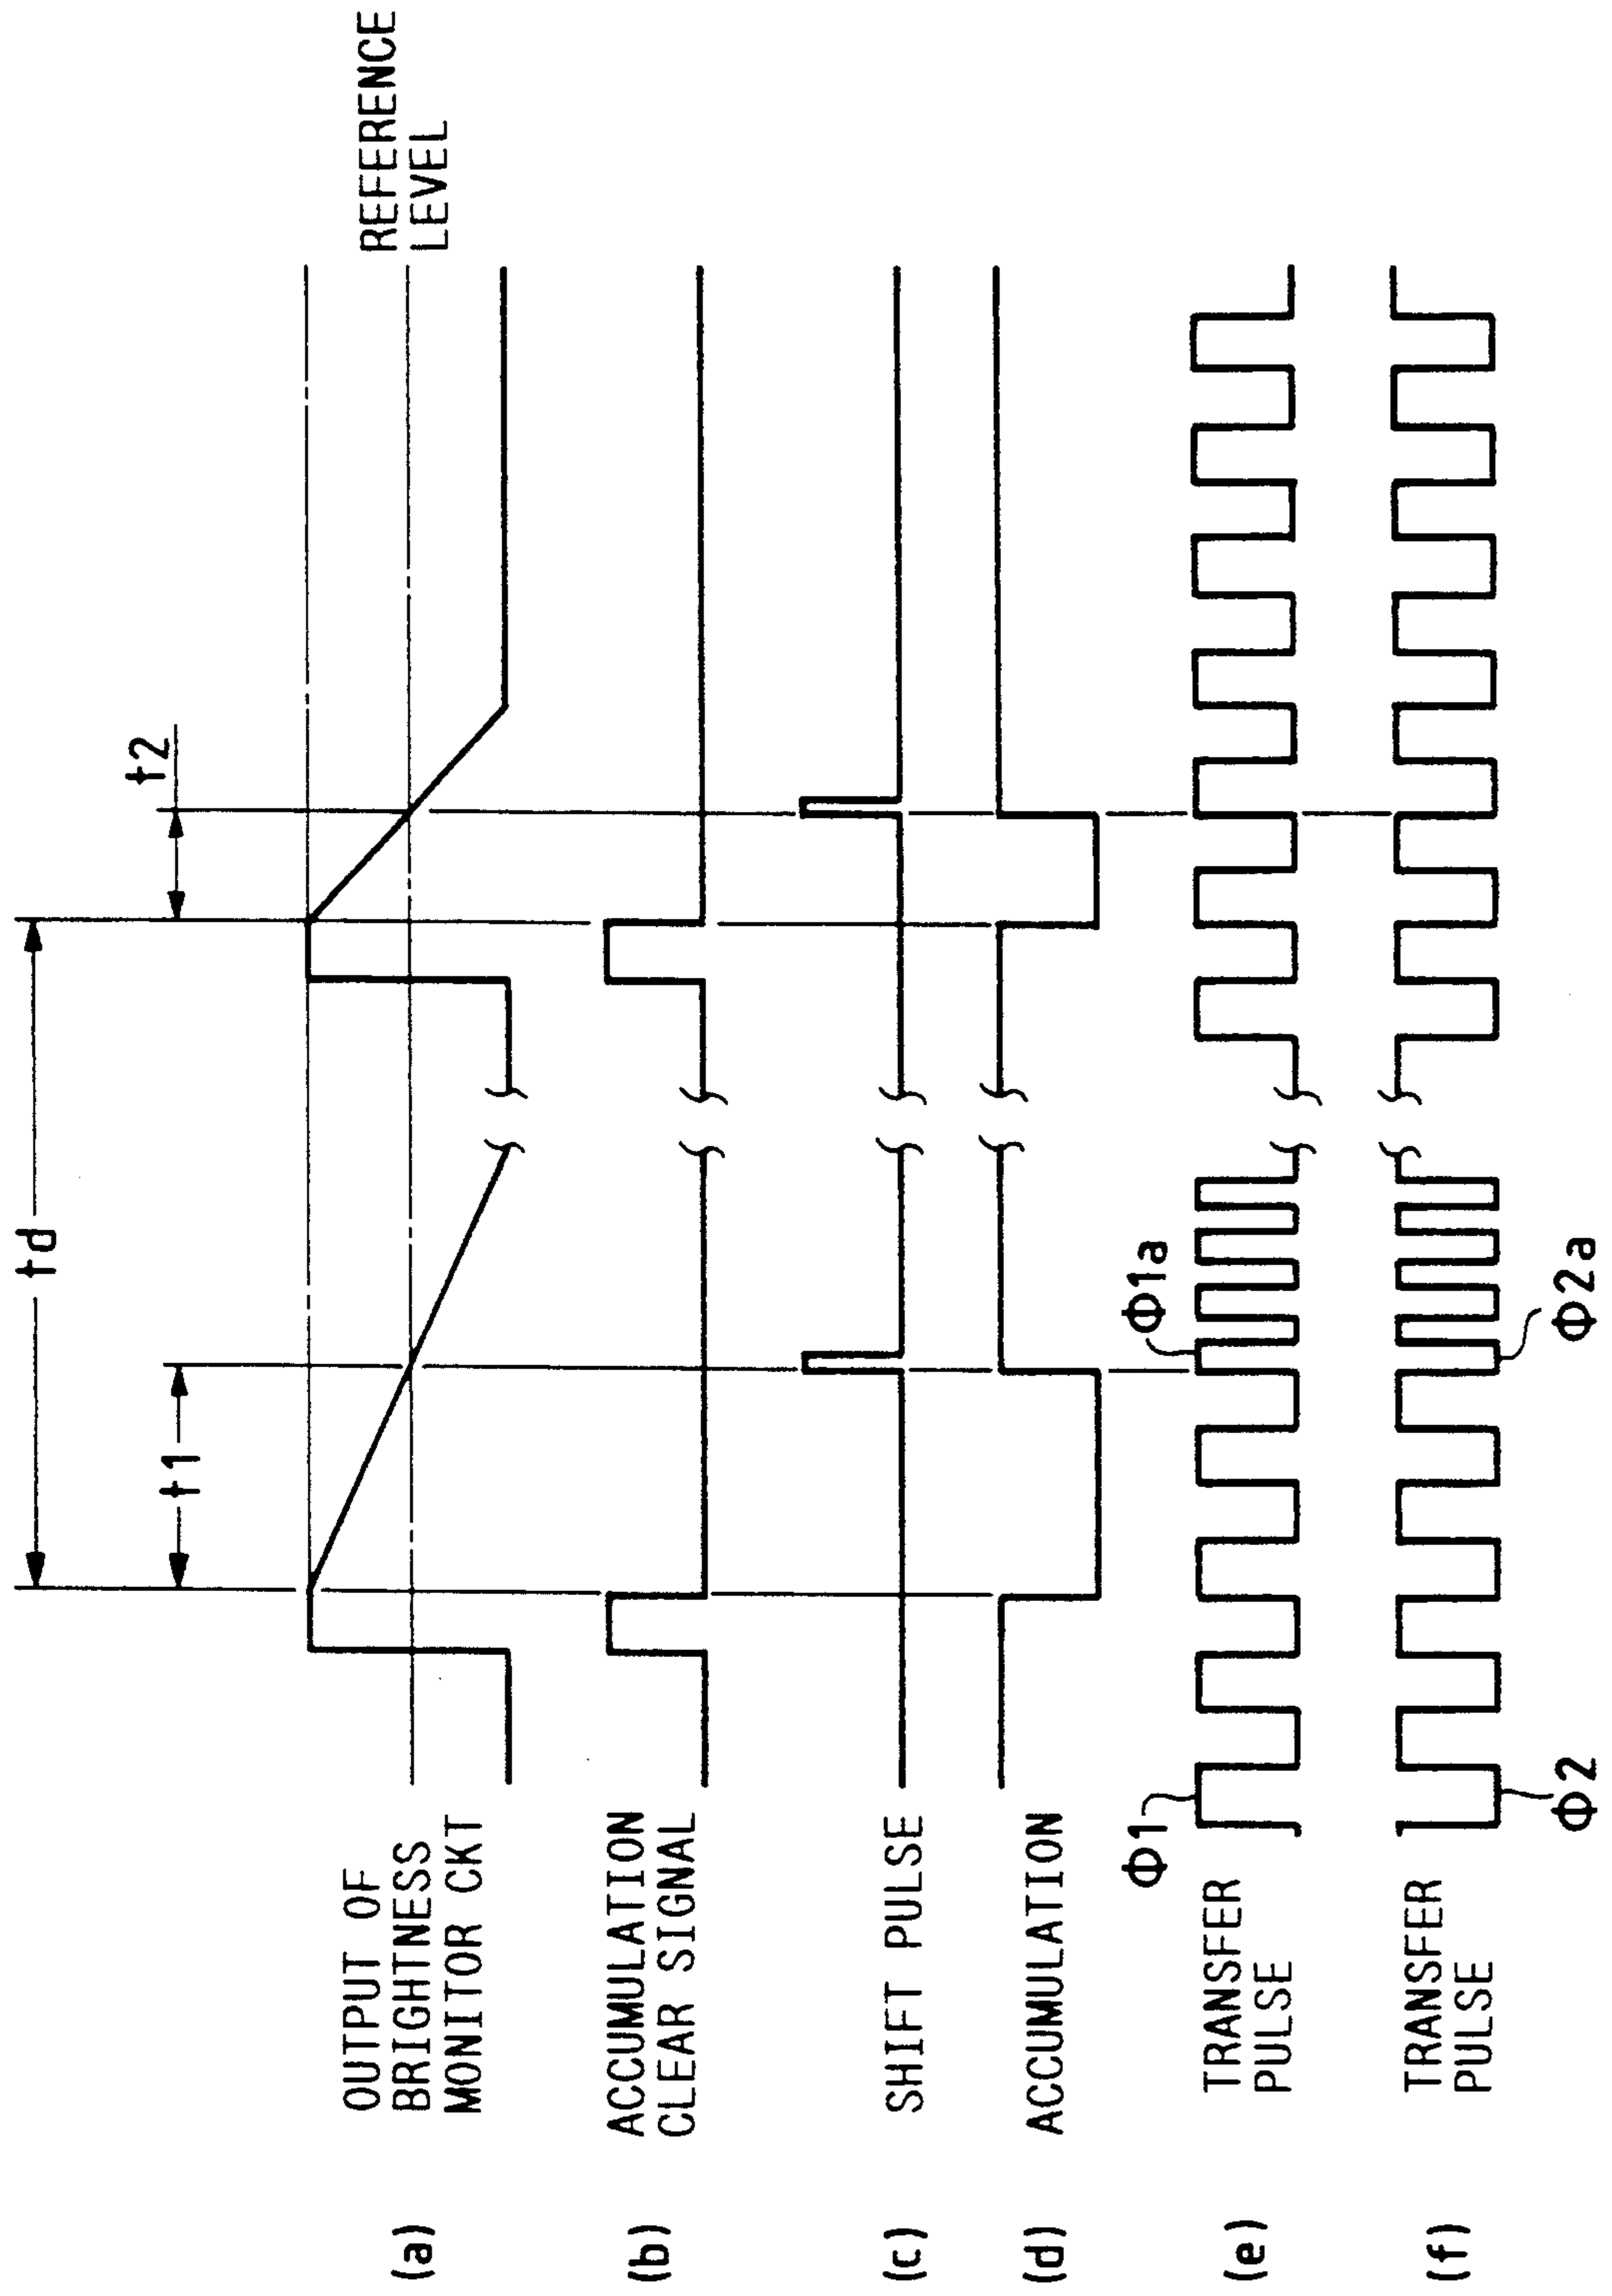 td
t1
t2
REFERENCE
LEVEL
(a)
OUTPUT OF
BRIGHTNESS
MONITOR CKT
(b)
ACCUMULATION
CLEAR SIGNAL
(c)
SHIFT PULSE
(d)
ACCUMULATION
Φ1
Φ1a
(e)
TRANSFER
PULSE
(f)
TRANSFER
PULSE
Φ2
Φ2a